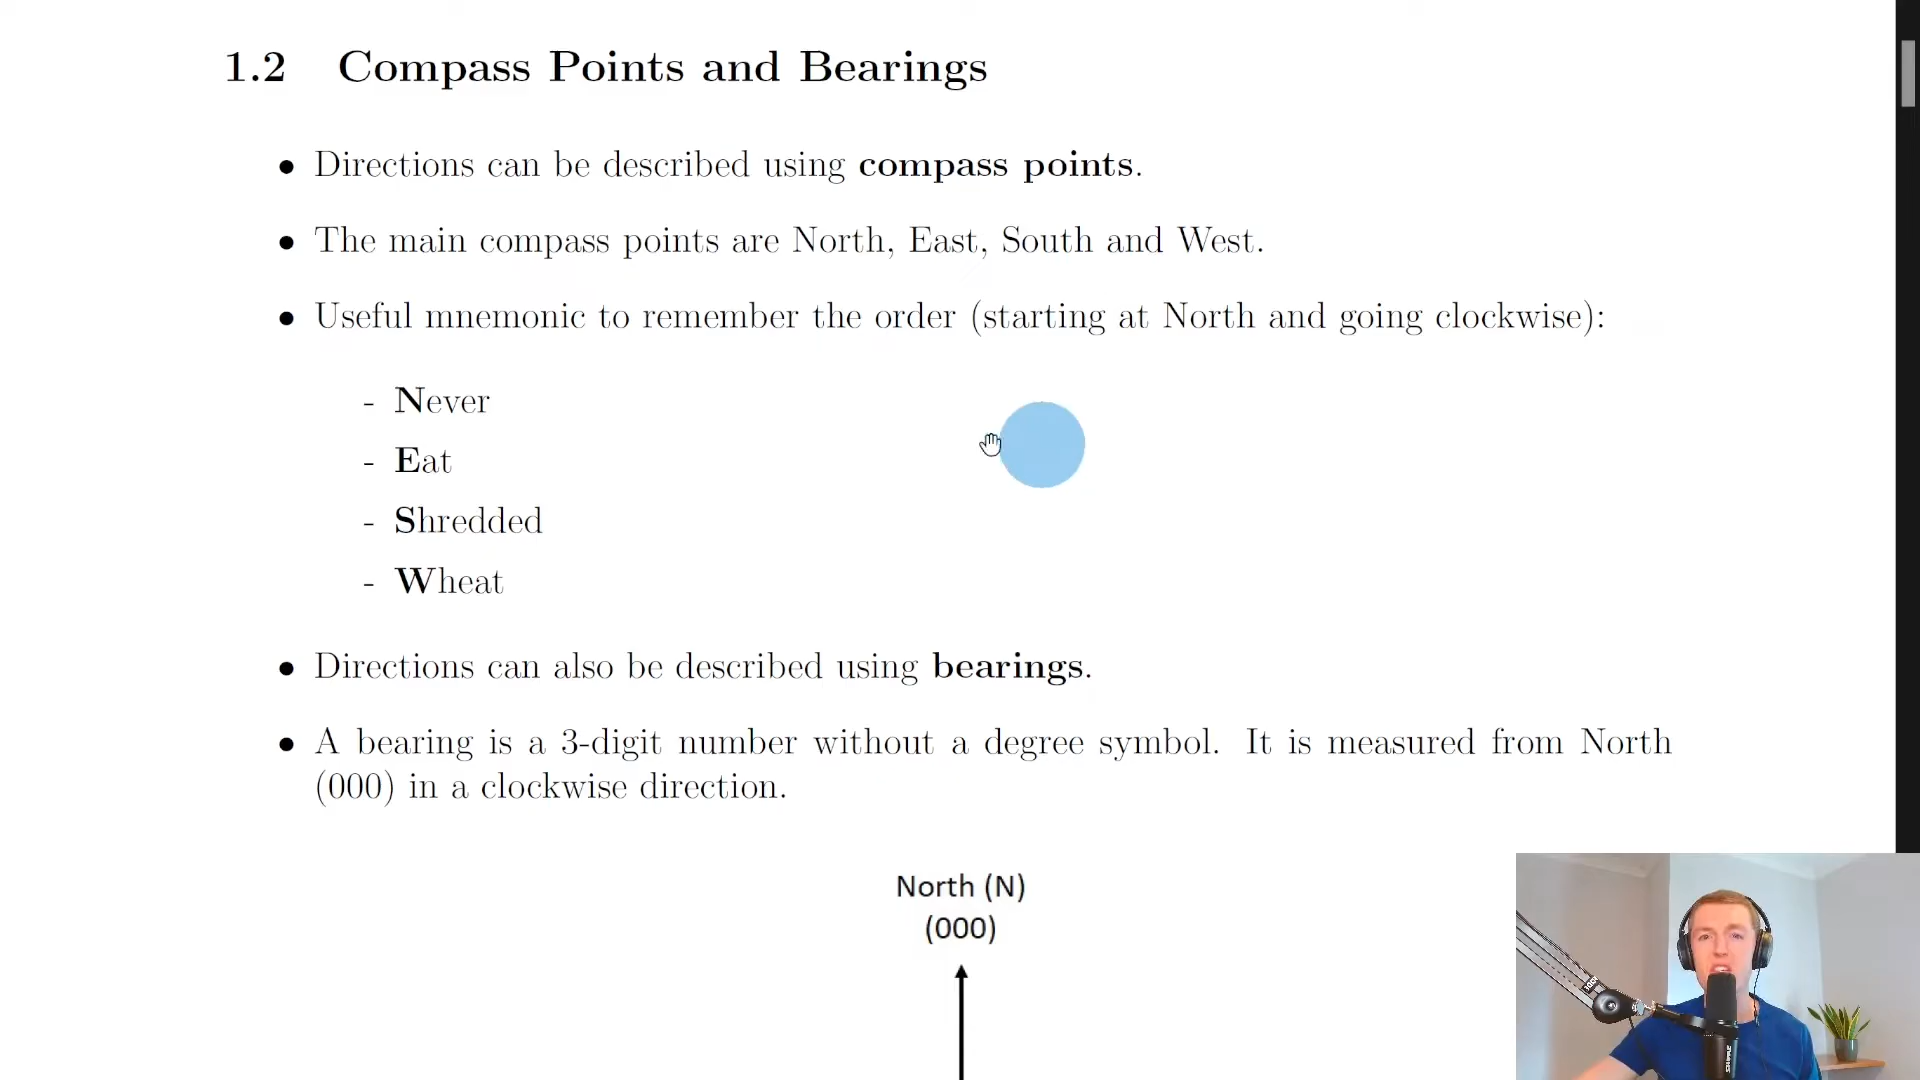 1.2 Compass Points and Bearings
• Directions can be described using compass points.
• The main compass points are North, East, South and West.
• Useful mnemonic to remember the order (starting at North and going clockwise):
- Never
- Eat
- Shredded
- Wheat
• Directions can also be described using bearings.
• A bearing is a 3-digit number without a degree symbol. It is measured from North
(000) in a clockwise direction.
North (N)
(000)